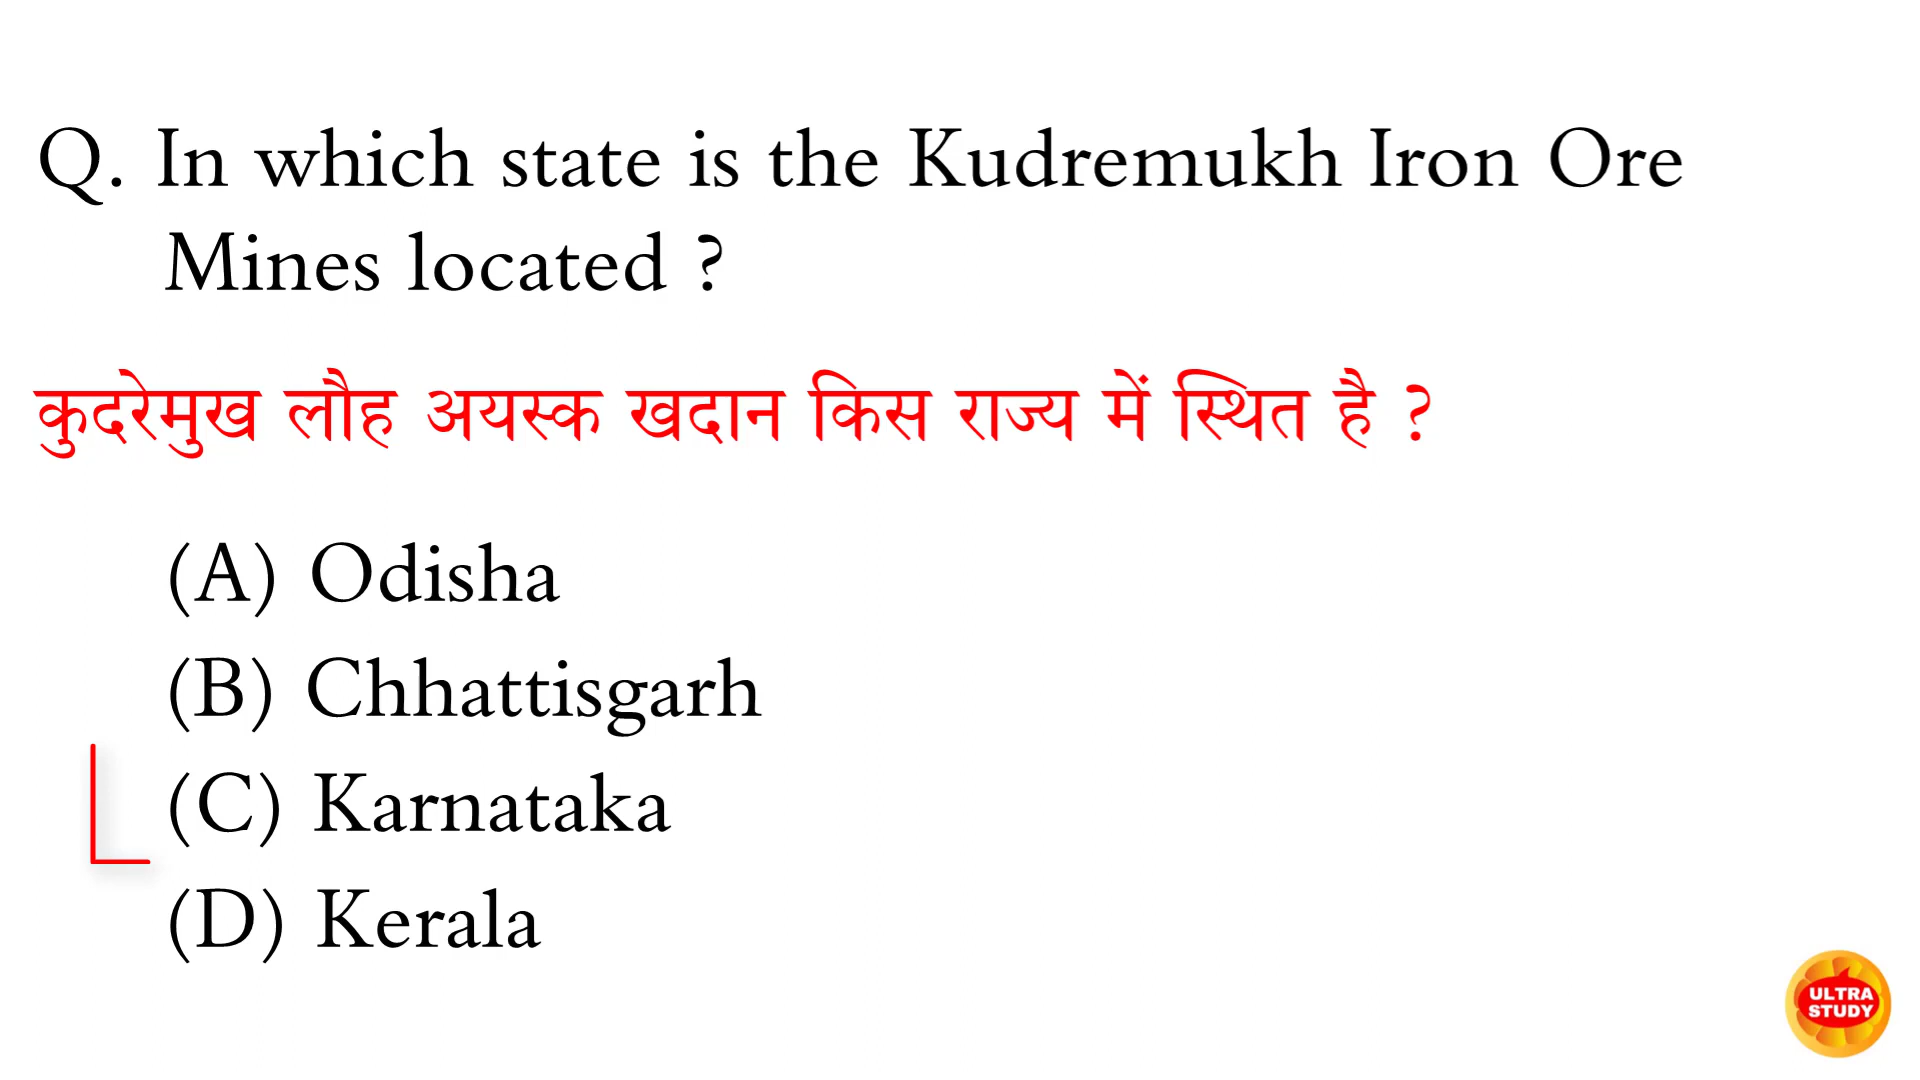 Q. In which state is the Kudremukh Iron Ore
Mines located ?
कुदरेमुख लौह अयस्क खदान किस राज्य में स्थित है ?
(A) Odisha
(B) Chhattisgarh
(C) Karnataka
(D) Kerala
ULTRA
STUDY